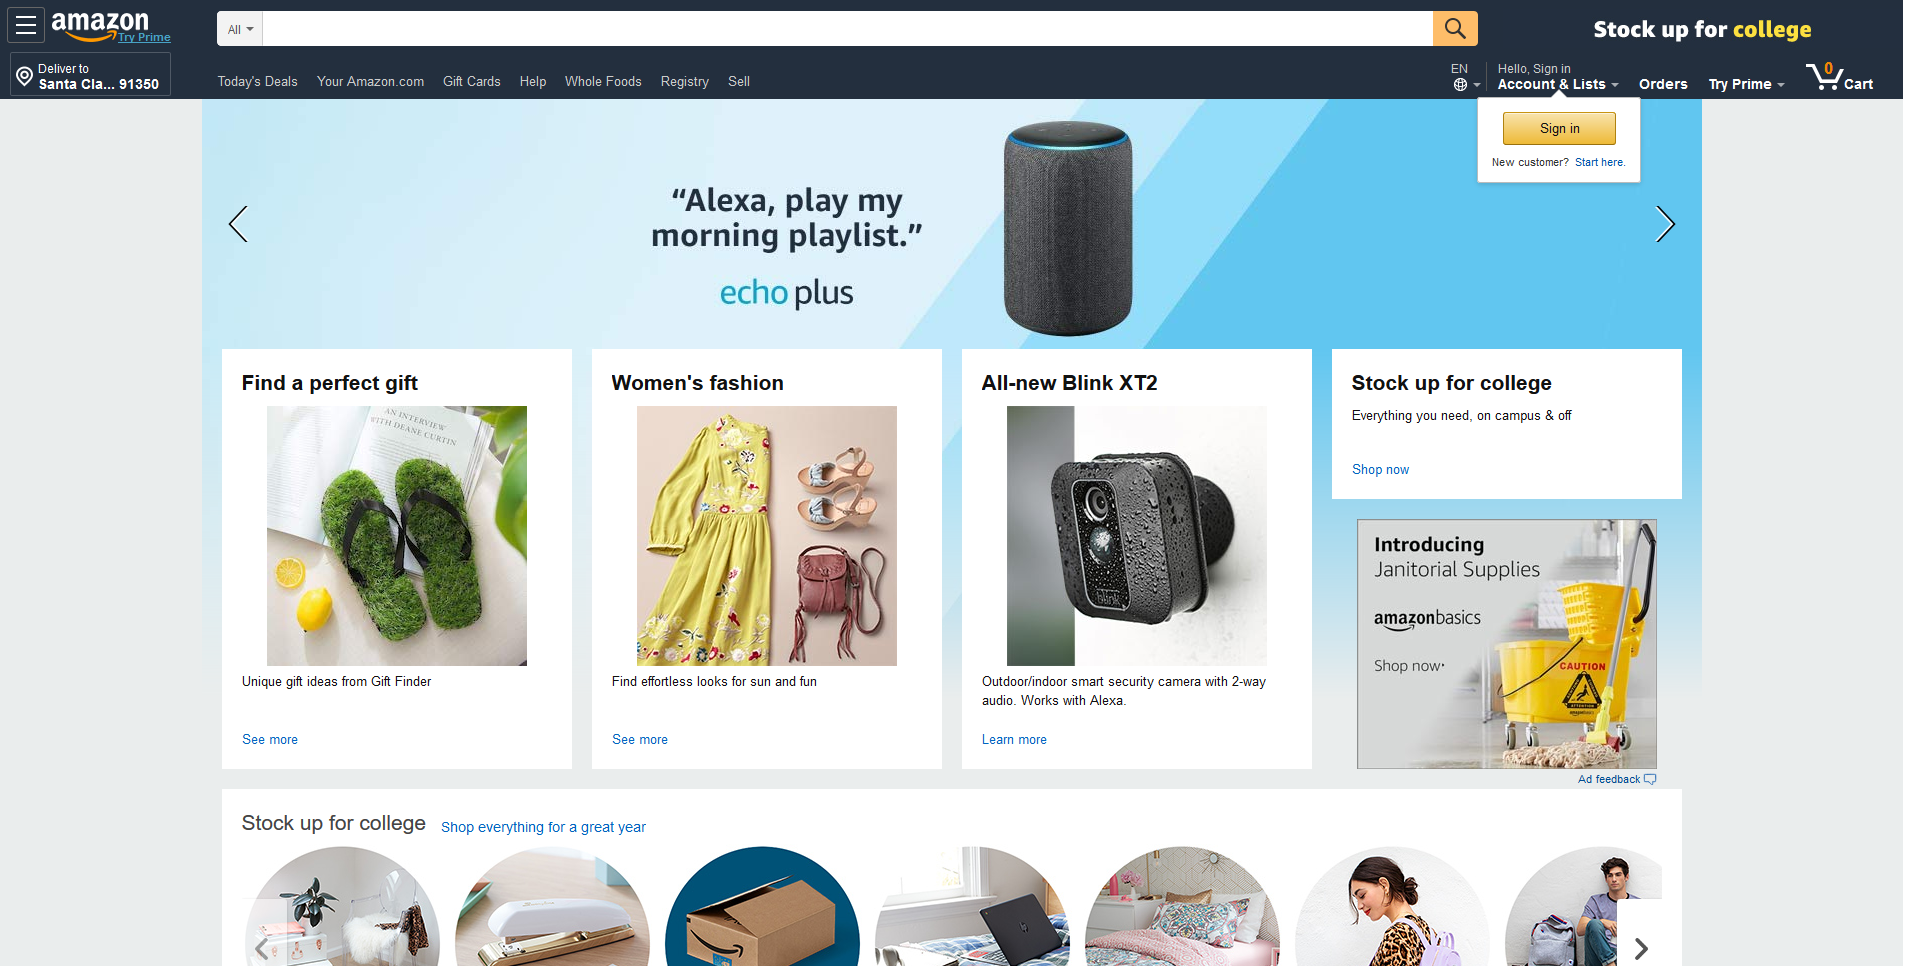 amazon
Try Prime
All
Stock up for college
Deliver to
Santa Cla... 91350
Today's Deals
Your Amazon.com
Gift Cards
Help
Whole Foods
Registry
Sell
EN
Hello, Sign in
Account & Lists
Orders
Try Prime
0
Cart
Sign in
New customer? Start here.
“Alexa, play my
morning playlist.”
echo plus
Find a perfect gift
AN INTERVIEW
WITH DEANE CURTIN
Unique gift ideas from Gift Finder
See more
Women's fashion
Find effortless looks for sun and fun
See more
All-new Blink XT2
blink
Outdoor/indoor smart security camera with 2-way
audio. Works with Alexa.
Learn more
Stock up for college
Everything you need, on campus & off
Shop now
Introducing
Janitorial Supplies
amazonbasics
Shop now
CAUTION
ATTENTION
amazonbasics
Ad feedback
Stock up for college
Shop everything for a great year
hp